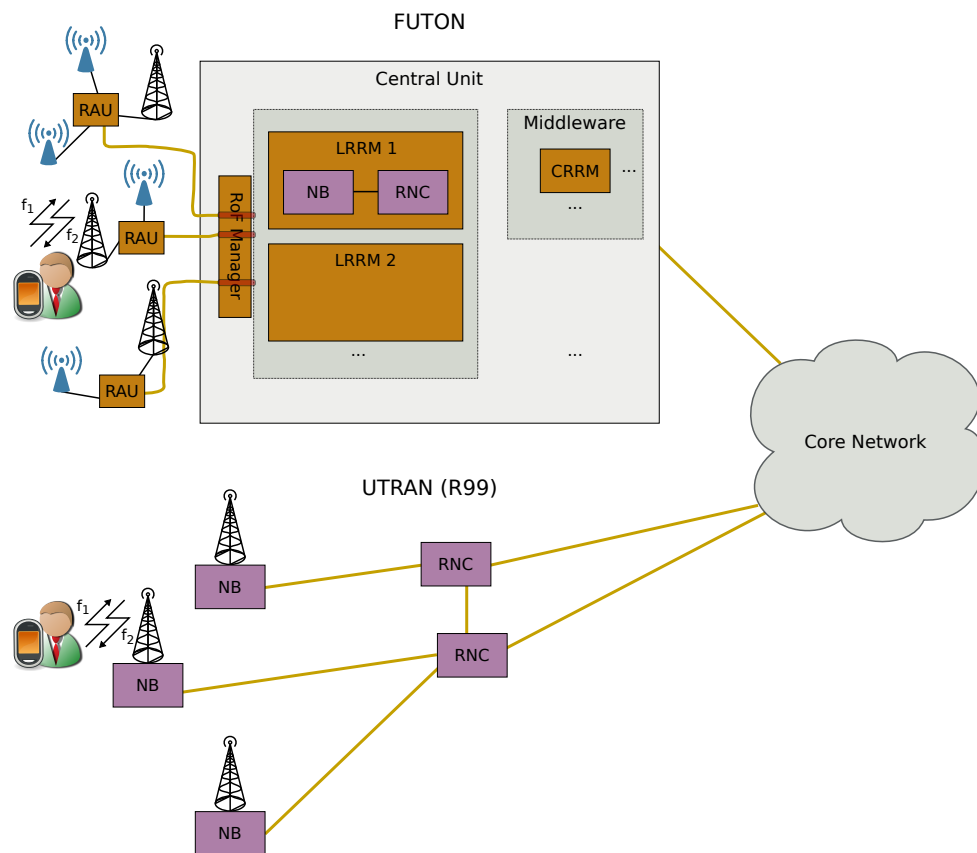 FUTON
Central Unit
RAU
LRRM 1
NB
RNC
Middleware
CRRM
...
...
RoF Manager
f1
f2
RAU
LRRM 2
...
...
RAU
Core Network
UTRAN (R99)
RNC
NB
f1
f2
RNC
NB
NB